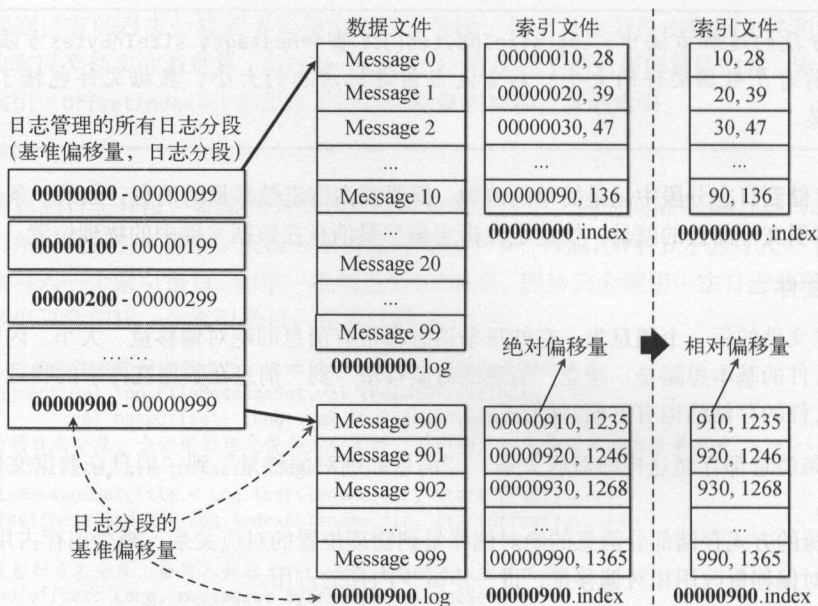 数据文件
索引文件
索引文件
日志管理的所有日志分段
(基准偏移量, 日志分段)
00000000 - 00000099
00000100 - 00000199
00000200 - 00000299
……
00000900 - 00000999
日志分段的
基准偏移量
Message 0
Message 1
Message 2
...
Message 10
...
Message 20
...
Message 99
00000000.log
00000010, 28
00000020, 39
00000030, 47
...
00000090, 136
00000000.index
10, 28
20, 39
30, 47
...
90, 136
00000000.index
绝对偏移量
相对偏移量
Message 900
Message 901
Message 902
...
Message 999
00000900.log
00000910, 1235
00000920, 1246
00000930, 1268
...
00000990, 1365
00000900.index
910, 1235
920, 1246
930, 1268
...
990, 1365
00000900.index